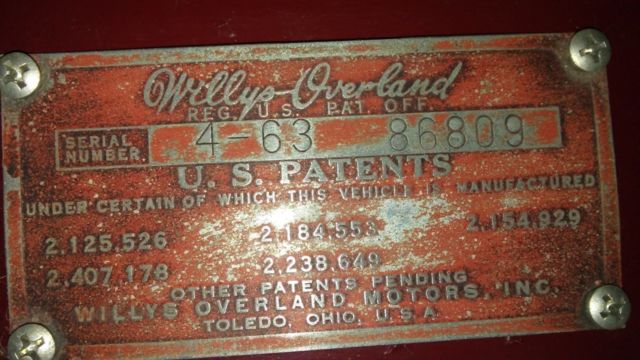 Willys-Overland
REG. U.S. PAT. OFF.
SERIAL NUMBER 4-63 86809
U. S. PATENTS
UNDER CERTAIN OF WHICH THIS VEHICLE IS MANUFACTURED
2,125,526 2,184,553 2,154,929
2,407,178 2,238,649
OTHER PATENTS PENDING
WILLYS OVERLAND MOTORS, INC.
TOLEDO, OHIO, U.S.A